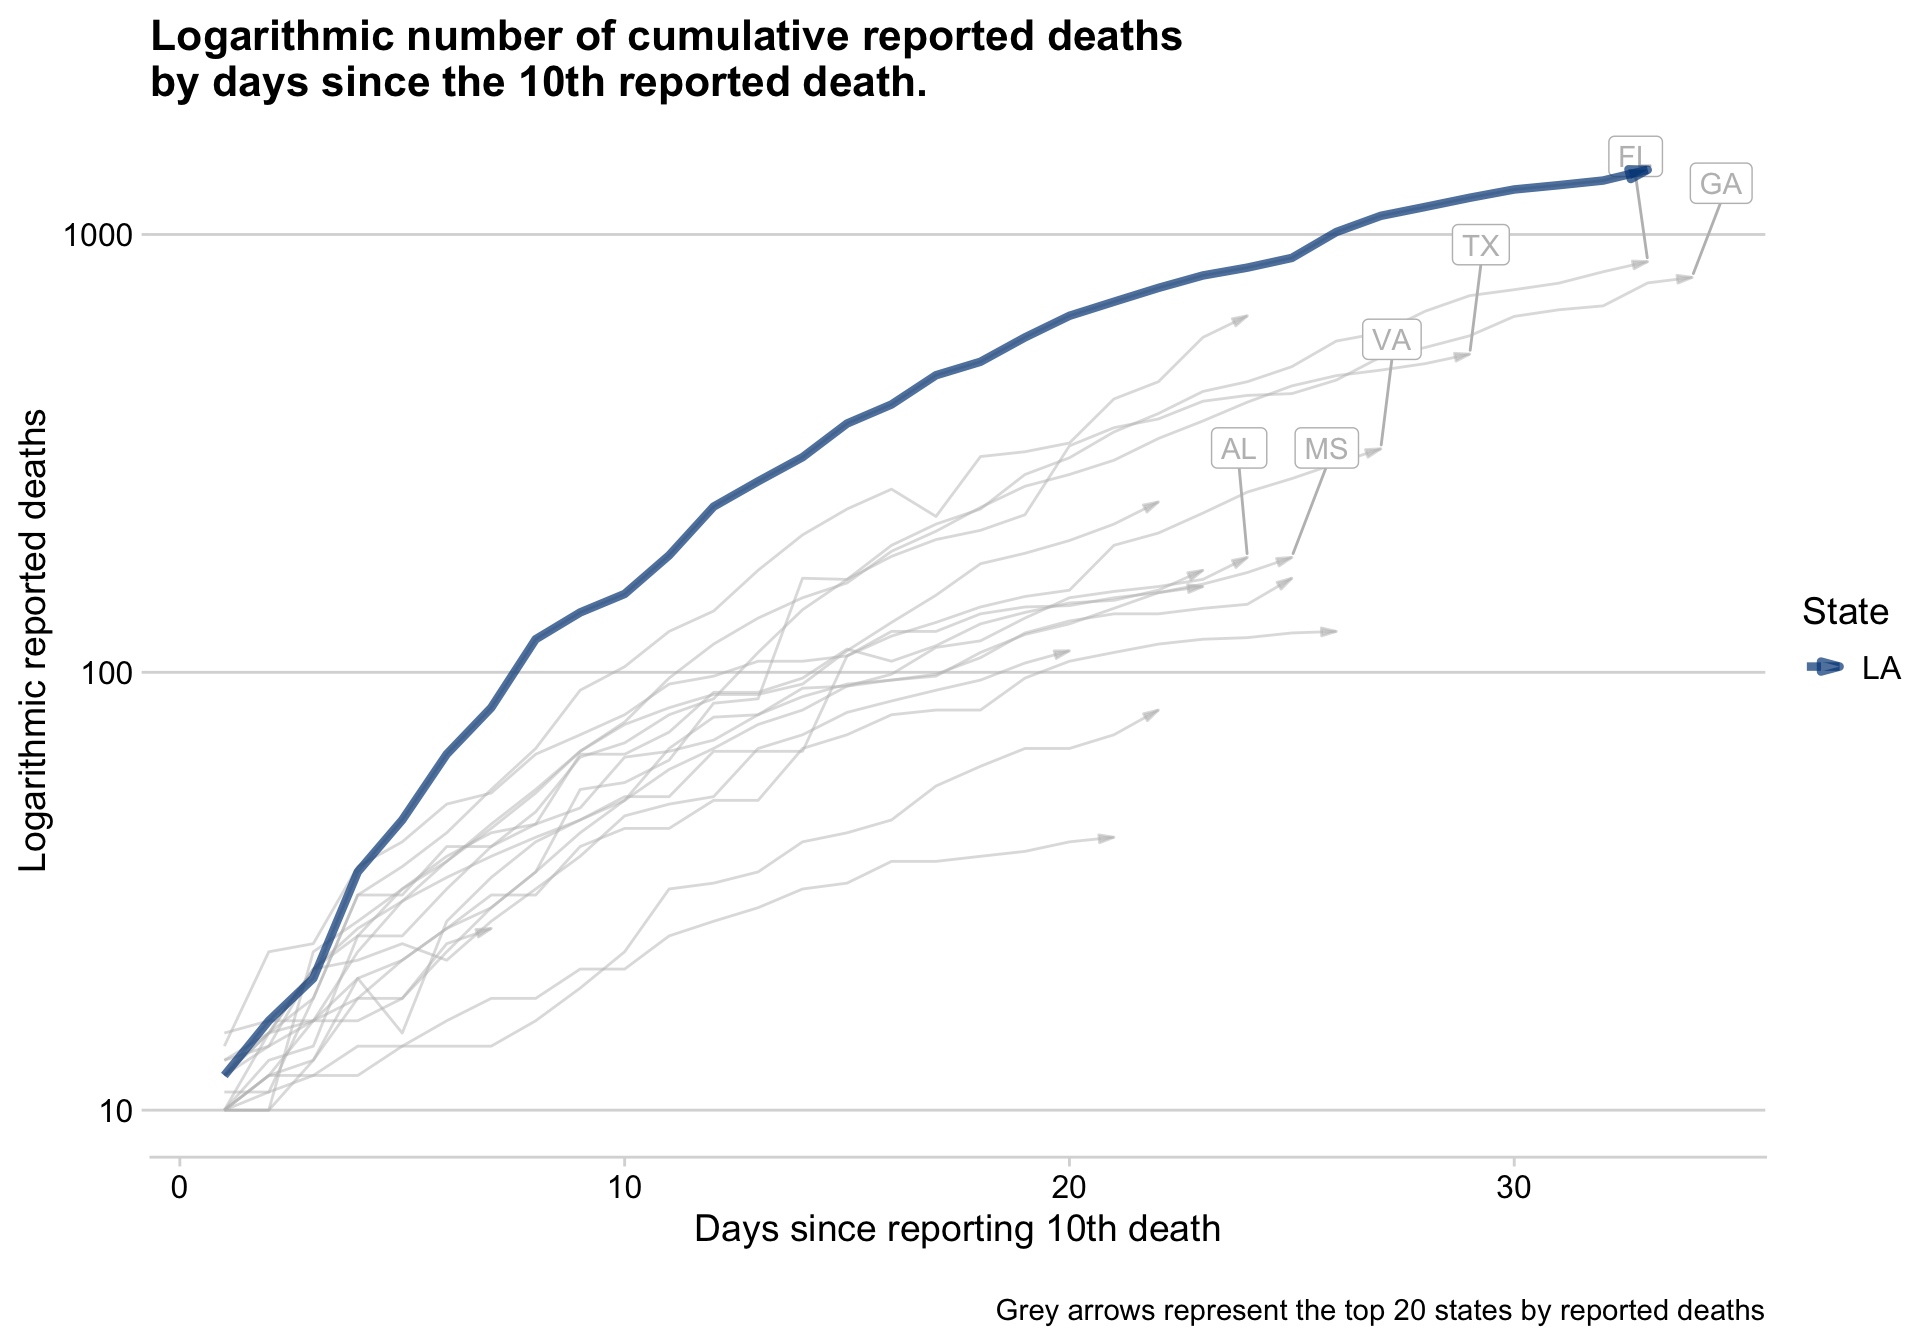 Logarithmic number of cumulative reported deaths
by days since the 10th reported death.
FL
GA
1000
TX
VA
AL
MS
Logarithmic reported deaths
State
LA
100
10
0
10
20
30
Days since reporting 10th death
Grey arrows represent the top 20 states by reported deaths